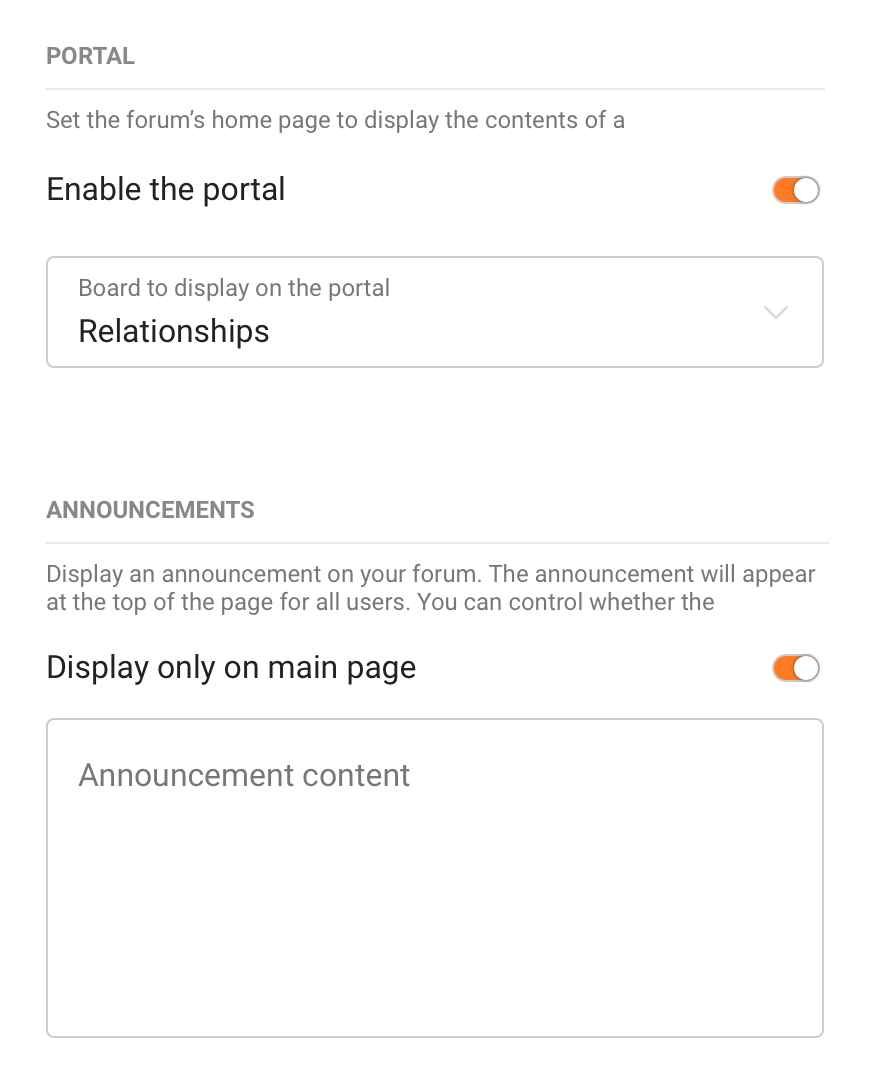 PORTAL
Set the forum’s home page to display the contents of a
Enable the portal
Board to display on the portal
Relationships
ANNOUNCEMENTS
Display an announcement on your forum. The announcement will appear
at the top of the page for all users. You can control whether the
Display only on main page
Announcement content